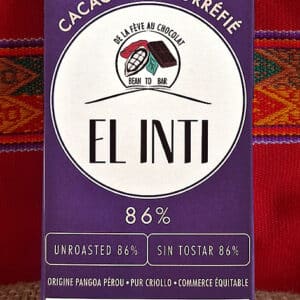 CACAO
RRÉFIÉ
DE LA FÈVE AU CHOCOLAT
BEAN TO BAR
EL INTI
86%
UNROASTED 86% SIN TOSTAR 86%
ORIGINE PANGOA PÉROU • PUR CRIOLLO • COMMERCE ÉQUITABLE